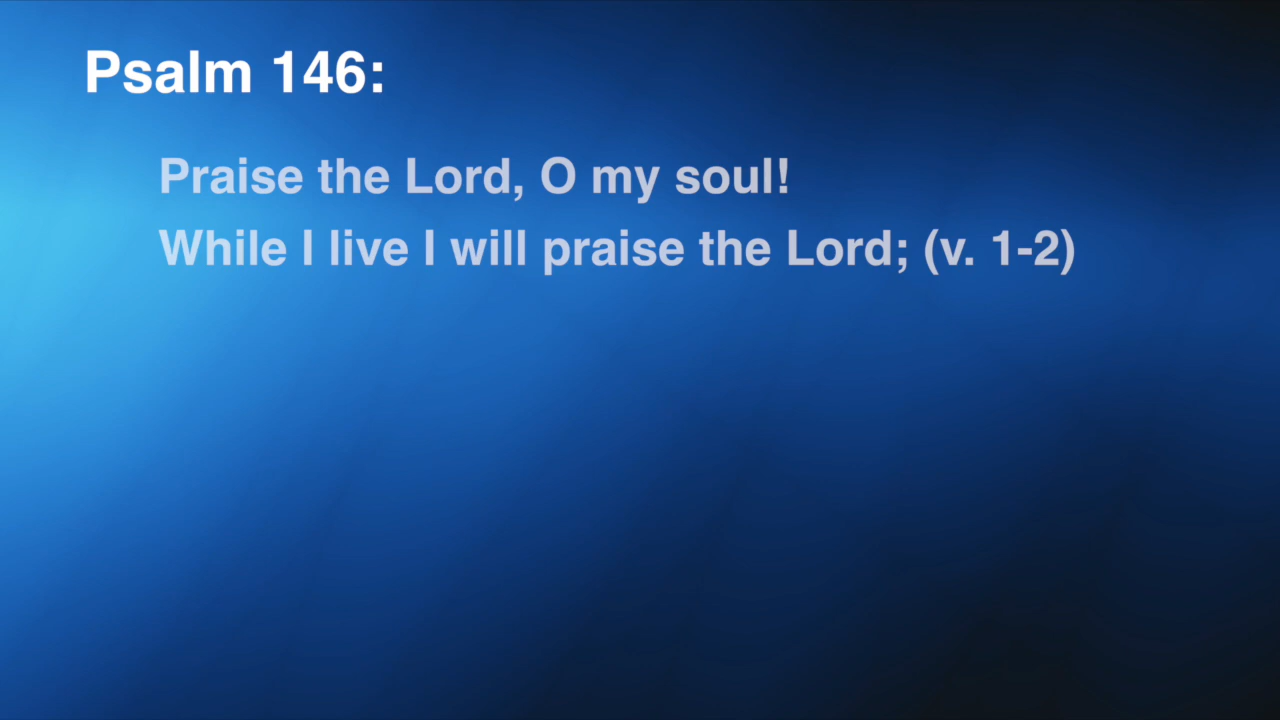 Psalm 146:
Praise the Lord, O my soul!
While I live I will praise the Lord; (v. 1-2)